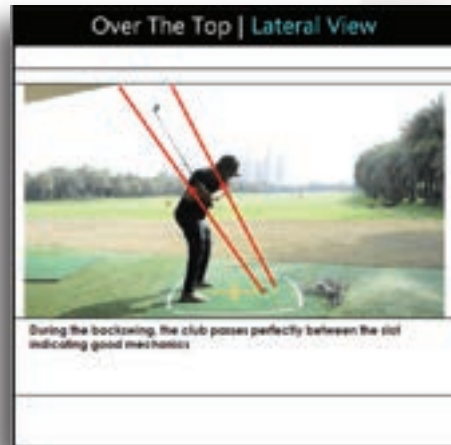 Over The Top | Lateral View
During the backswing, the club passes perfectly between the slot
indicating good mechanics